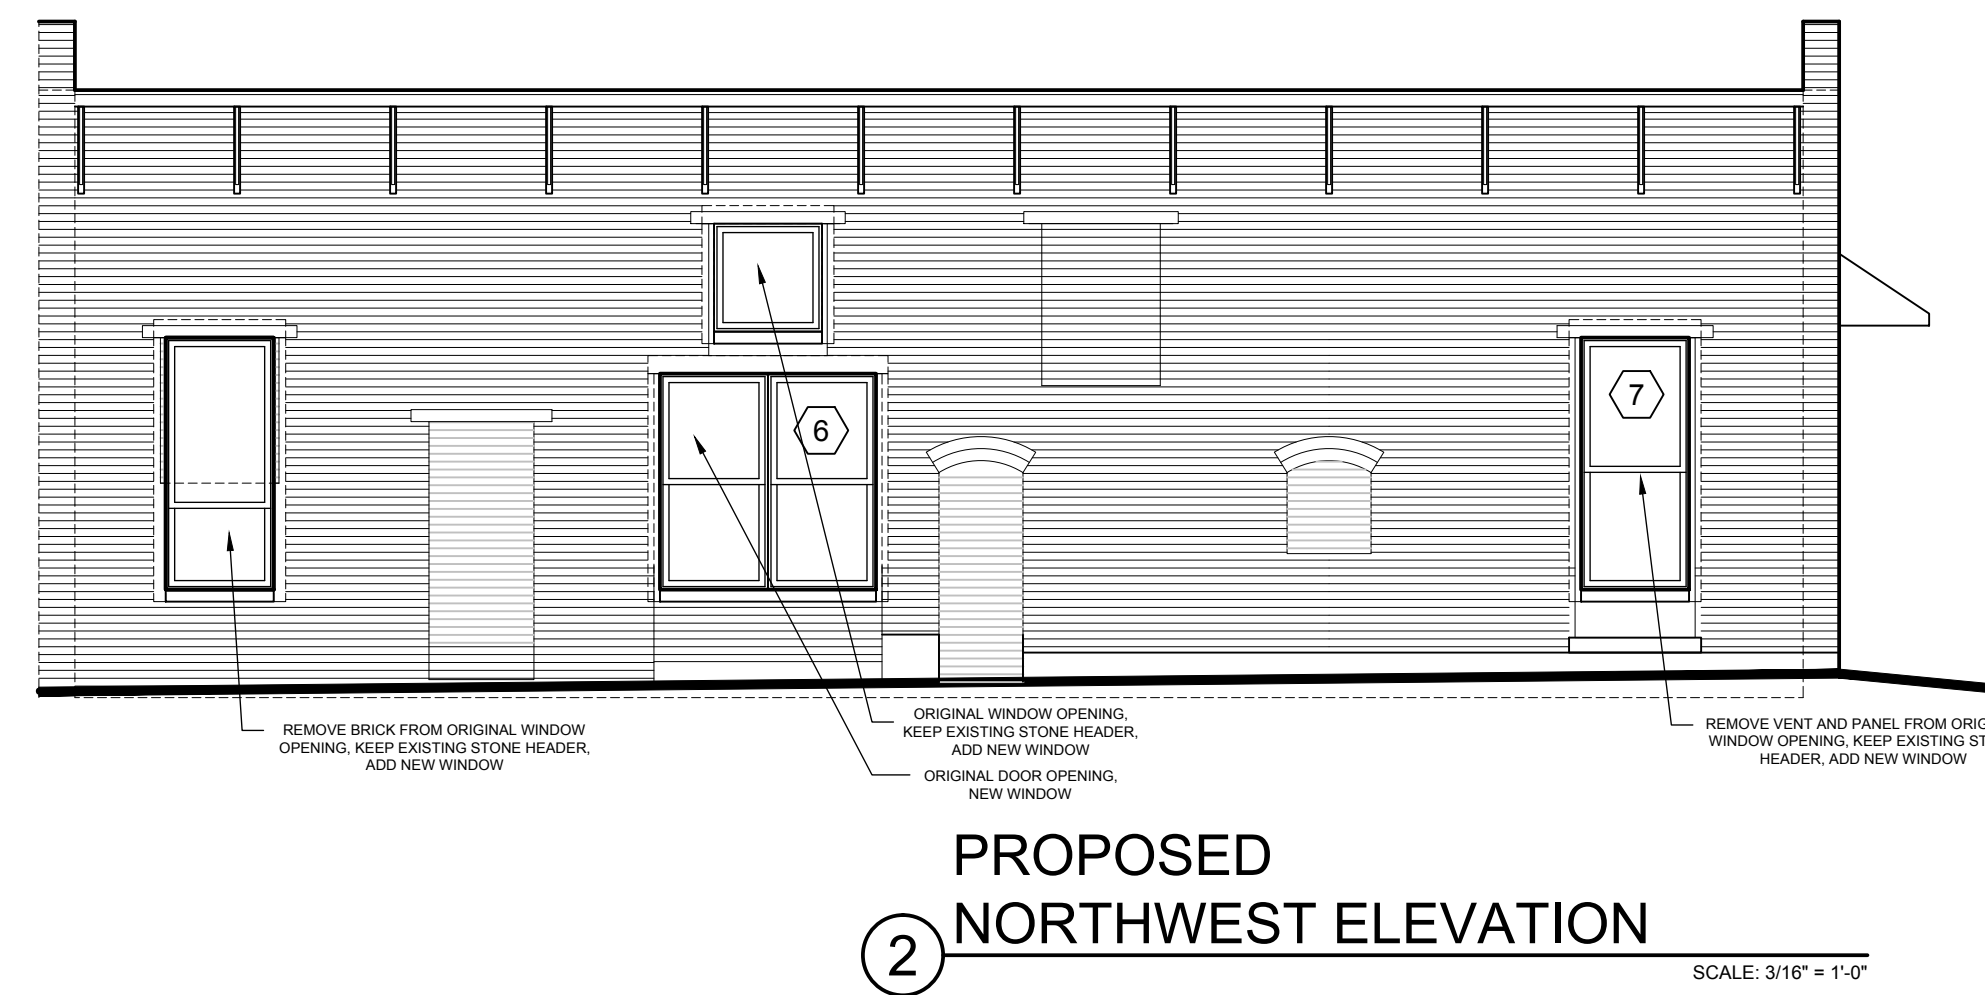 6
7
REMOVE BRICK FROM ORIGINAL WINDOW
OPENING, KEEP EXISTING STONE HEADER,
ADD NEW WINDOW
ORIGINAL WINDOW OPENING,
KEEP EXISTING STONE HEADER,
ADD NEW WINDOW
ORIGINAL DOOR OPENING,
NEW WINDOW
REMOVE VENT AND PANEL FROM
WINDOW OPENING, KEEP EXISTING
HEADER, ADD NEW WINDOW
PROPOSED
NORTHWEST ELEVATION
2
SCALE: 3/16" = 1'-0"